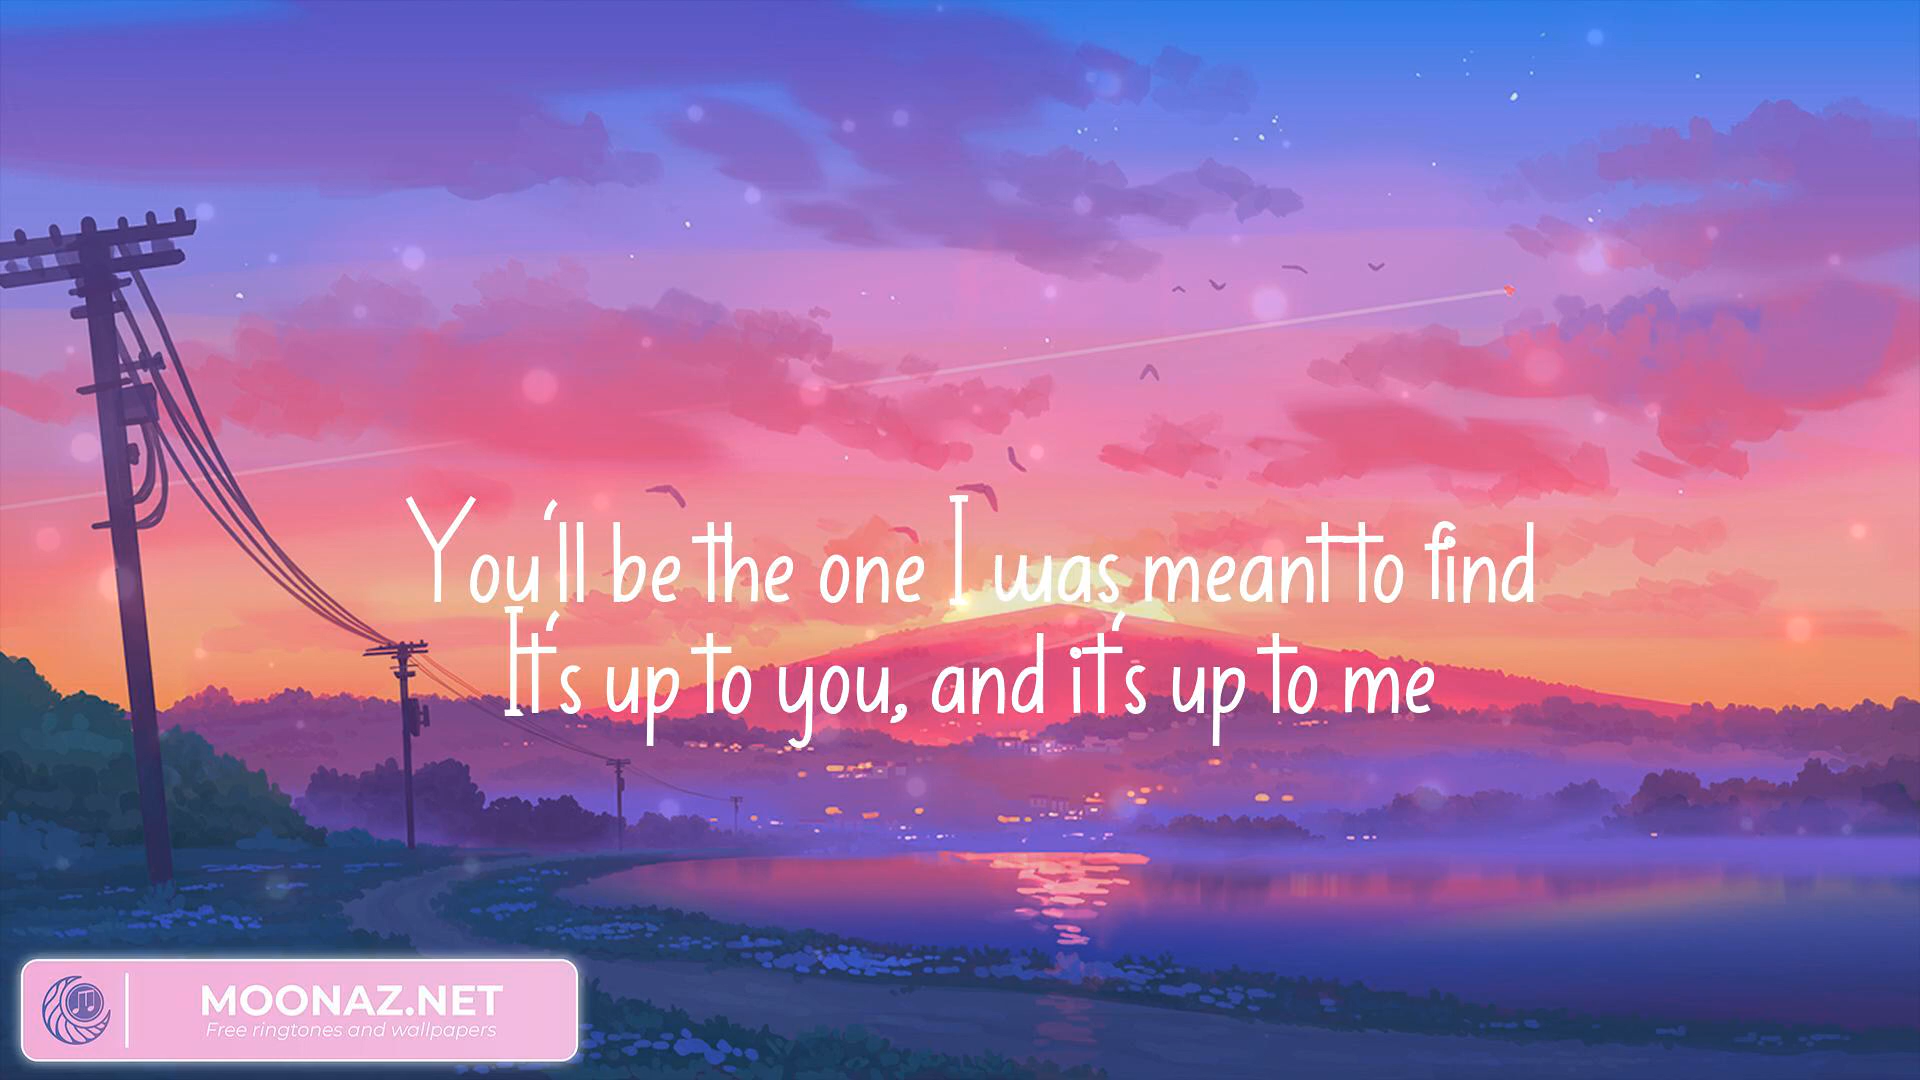 You'll be the one I was meant to find
It's up to you, and it's up to me
MOONAZ.NET
Free ringtones and wallpapers